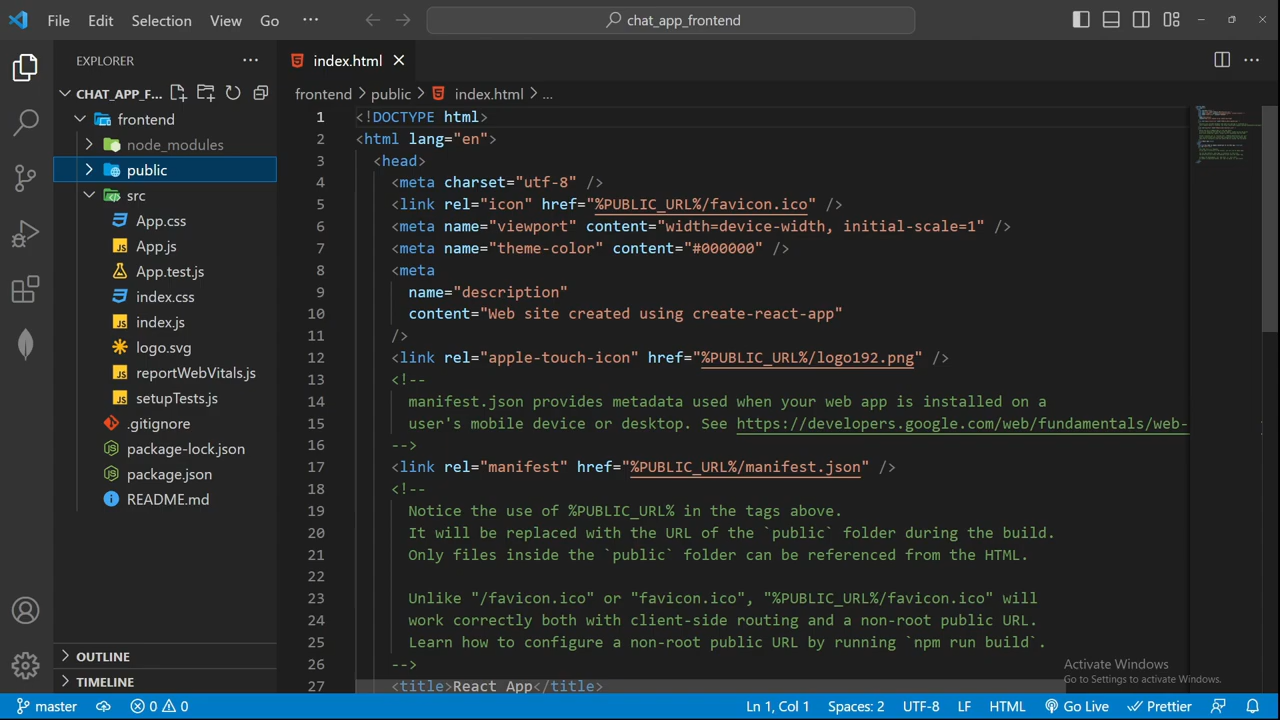 File Edit Selection View Go ···
chat_app_frontend
EXPLORER ···
CHAT_APP_F...
frontend
node_modules
public
src
App.css
App.js
App.test.js
index.css
index.js
logo.svg
reportWebVitals.js
setupTests.js
.gitignore
package-lock.json
package.json
README.md
OUTLINE
TIMELINE
index.html
frontend > public > index.html > ...
1 <!DOCTYPE html>
2 <html lang="en">
3 <head>
4 <meta charset="utf-8" />
5 <link rel="icon" href="%PUBLIC_URL%/favicon.ico" />
6 <meta name="viewport" content="width=device-width, initial-scale=1" />
7 <meta name="theme-color" content="#000000" />
8 <meta
9 name="description"
10 content="Web site created using create-react-app"
11 />
12 <link rel="apple-touch-icon" href="%PUBLIC_URL%/logo192.png" />
13 <!--
14 manifest.json provides metadata used when your web app is installed on a
15 user's mobile device or desktop. See https://developers.google.com/web/fundamentals/web-
16 -->
17 <link rel="manifest" href="%PUBLIC_URL%/manifest.json" />
18 <!--
19 Notice the use of %PUBLIC_URL% in the tags above.
20 It will be replaced with the URL of the `public` folder during the build.
21 Only files inside the `public` folder can be referenced from the HTML.
22
23 Unlike "/favicon.ico" or "favicon.ico", "%PUBLIC_URL%/favicon.ico" will
24 work correctly both with client-side routing and a non-root public URL.
25 Learn how to configure a non-root public URL by running `npm run build`.
26 -->
27 <title>React App</title>
Activate Windows
Go to Settings to activate Windows.
master 0 0 Ln 1, Col 1 Spaces: 2 UTF-8 LF HTML Go Live Prettier